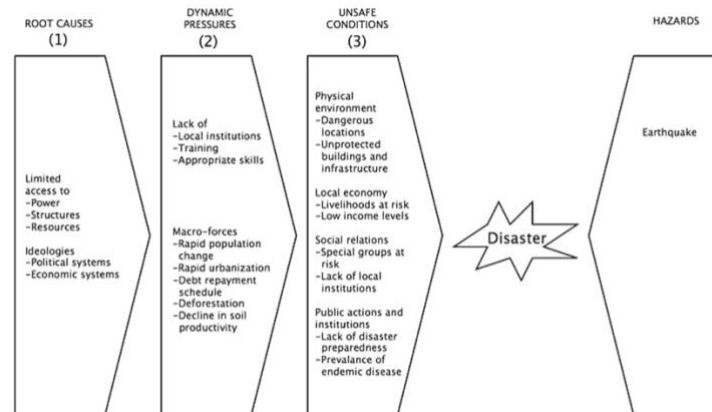 ROOT CAUSES
(1)
Limited
access to
-Power
-Structures
-Resources
Ideologies
-Political systems
-Economic systems
DYNAMIC
PRESSURES
(2)
Lack of
-Local institutions
-Training
-Appropriate skills
Macro-forces
-Rapid population
change
-Rapid urbanization
-Debt repayment
schedule
-Deforestation
-Decline in soil
productivity
UNSAFE
CONDITIONS
(3)
Physical
environment
-Dangerous
locations
-Unprotected
buildings and
infrastructure
Local economy
-Livelihoods at risk
-Low income levels
Social relations
-Special groups at
risk
-Lack of local
institutions
Public actions and
institutions
-Lack of disaster
preparedness
-Prevalance of
endemic disease
Disaster
HAZARDS
Earthquake